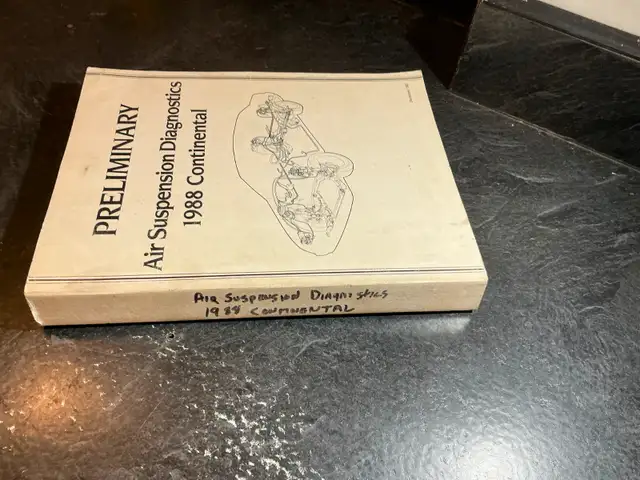 PRELIMINARY
Air Suspension Diagnostics
1988 Continental
AIR SUSPENSION DIAGNOSTICS
1988 CONTINENTAL